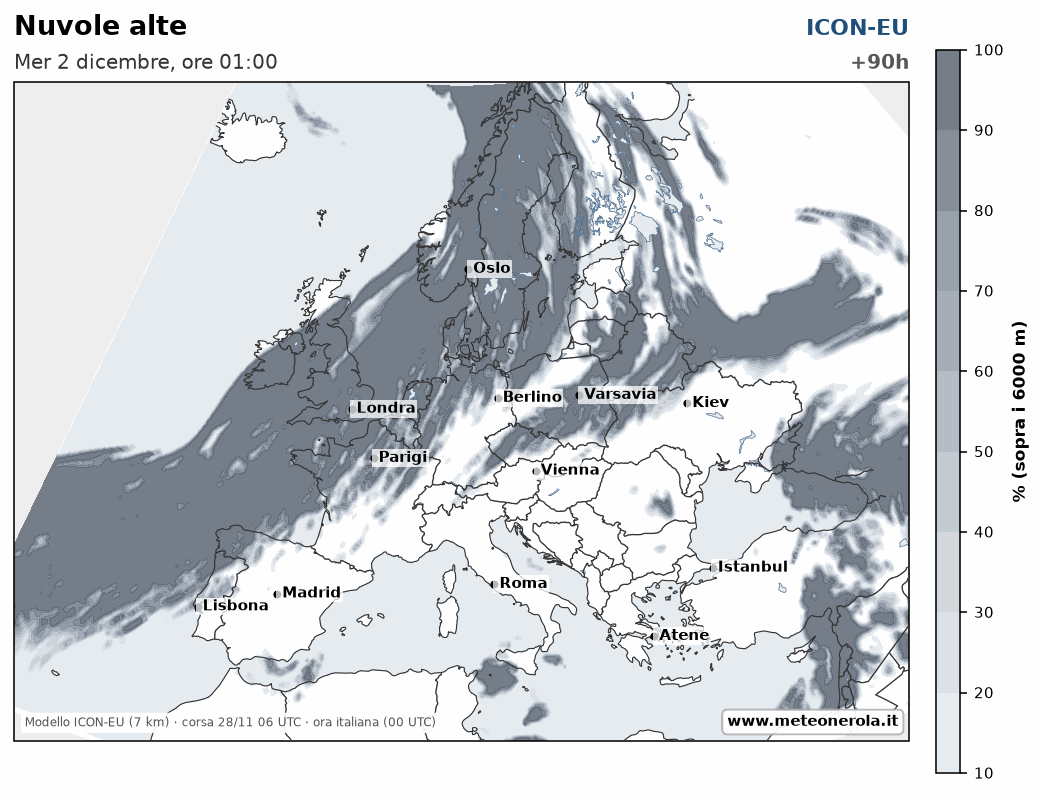 Nuvole alte
ICON-EU
Mer 2 dicembre, ore 01:00
+90h
100
90
80
70
60
50
40
30
20
10
% (sopra i 6000 m)
Oslo
Londra
Berlino
Varsavia
Kiev
Parigi
Vienna
Istanbul
Roma
Madrid
Lisbona
Atene
Modello ICON-EU (7 km) · corsa 28/11 06 UTC · ora italiana (00 UTC)
www.meteonerola.it